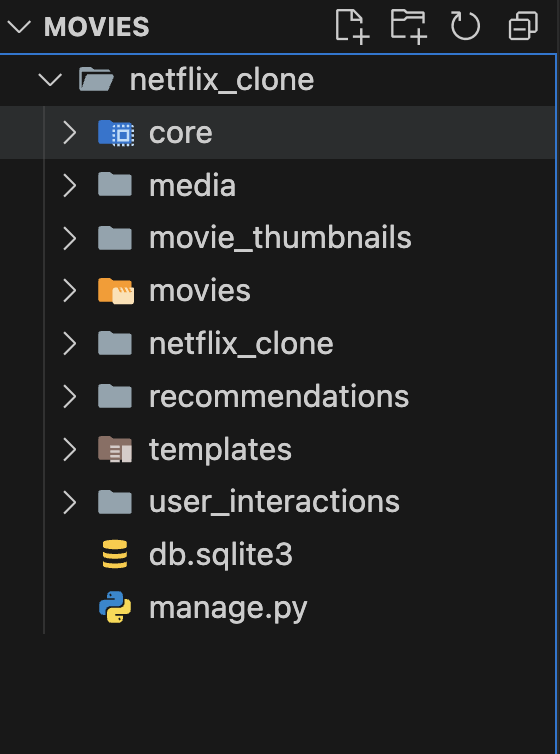 MOVIES
netflix_clone
core
media
movie_thumbnails
movies
netflix_clone
recommendations
templates
user_interactions
db.sqlite3
manage.py